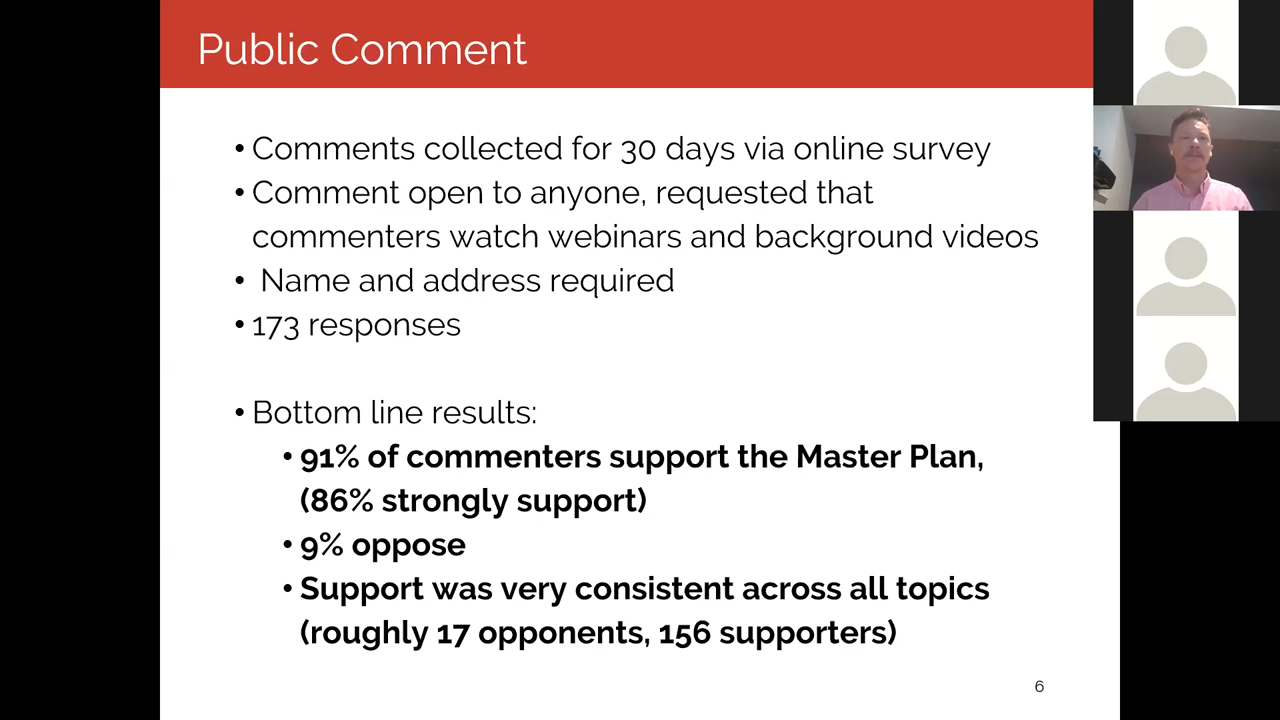 Public Comment
• Comments collected for 30 days via online survey
• Comment open to anyone, requested that
commenters watch webinars and background videos
• Name and address required
• 173 responses
• Bottom line results:
• 91% of commenters support the Master Plan,
(86% strongly support)
• 9% oppose
• Support was very consistent across all topics
(roughly 17 opponents, 156 supporters)
6